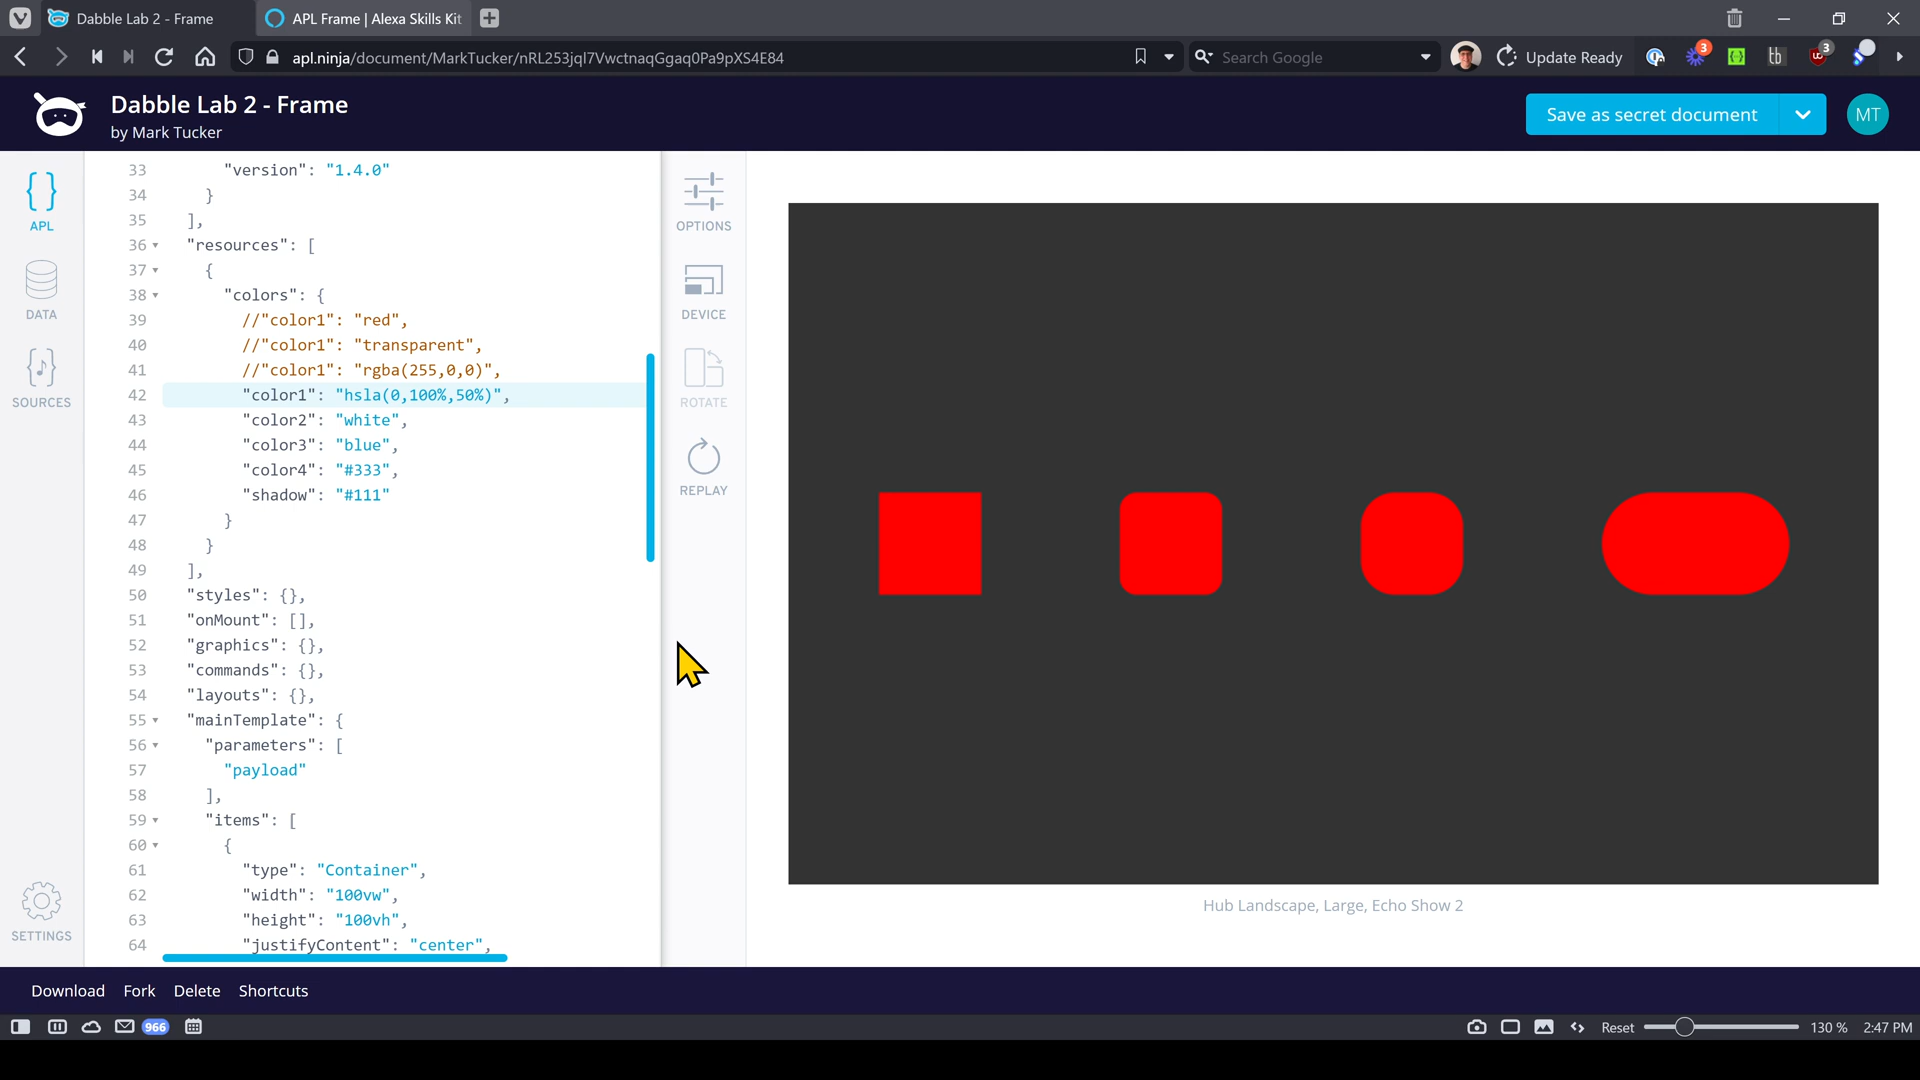 Dabble Lab 2 - Frame
APL Frame | Alexa Skills Kit
apl.ninja/document/MarkTucker/nRL253jql7VwctnaqGgaq0Pa9pXS4E84
Search Google
Update Ready
3
tb
3
Dabble Lab 2 - Frame
by Mark Tucker
Save as secret document
MT
APL
DATA
SOURCES
SETTINGS
33 "version": "1.4.0"
34 }
35 ],
36 "resources": [
37 {
38 "colors": {
39 //"color1": "red",
40 //"color1": "transparent",
41 //"color1": "rgba(255,0,0)",
42 "color1": "hsla(0,100%,50%)",
43 "color2": "white",
44 "color3": "blue",
45 "color4": "#333",
46 "shadow": "#111"
47 }
48 }
49 ],
50 "styles": {},
51 "onMount": [],
52 "graphics": {},
53 "commands": {},
54 "layouts": {},
55 "mainTemplate": {
56 "parameters": [
57 "payload"
58 ],
59 "items": [
60 {
61 "type": "Container",
62 "width": "100vw",
63 "height": "100vh",
64 "justifyContent": "center",
OPTIONS
DEVICE
ROTATE
REPLAY
Hub Landscape, Large, Echo Show 2
Download Fork Delete Shortcuts
966
Reset 130 % 2:47 PM